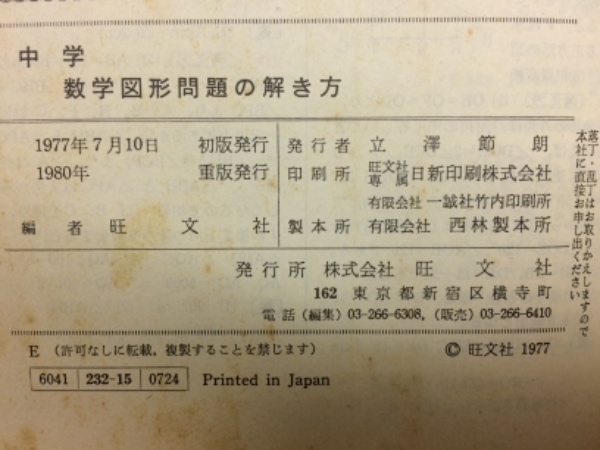 中学
数学図形問題の解き方
1977年7月10日 初版発行
1980年 重版発行
編者 旺文社
発行者 立澤節朗
印刷所 旺文社専属 日新印刷株式会社
有限会社 一誠社竹内印刷所
製本所 有限会社 西林製本所
発行所 株式会社 旺文社
162 東京都新宿区横寺町
電話(編集) 03-266-6308, (販売) 03-266-6410
落丁・乱丁はお取りかえしますので
本社に直接お申し出ください
E (許可なしに転載, 複製することを禁じます)
© 旺文社 1977
6041 232-15 0724 Printed in Japan